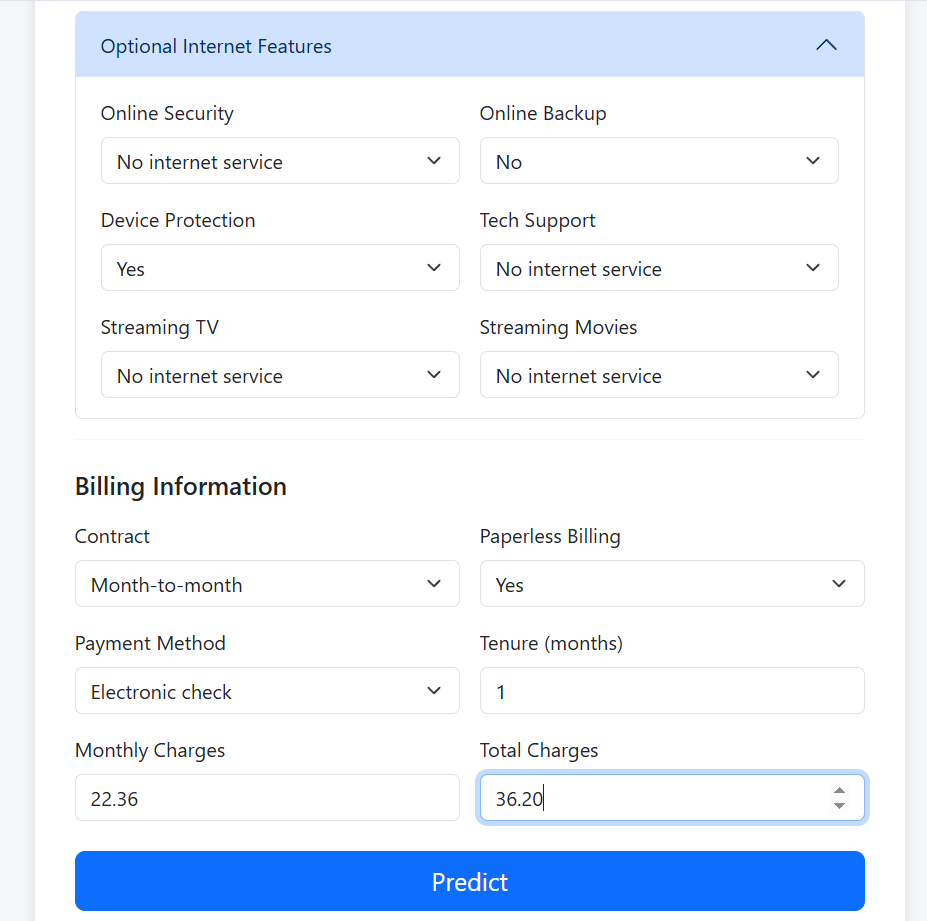 Optional Internet Features
Online Security Online Backup
No internet service No
Device Protection Tech Support
Yes No internet service
Streaming TV Streaming Movies
No internet service No internet service
Billing Information
Contract Paperless Billing
Month-to-month Yes
Payment Method Tenure (months)
Electronic check 1
Monthly Charges Total Charges
22.36 36.20
Predict